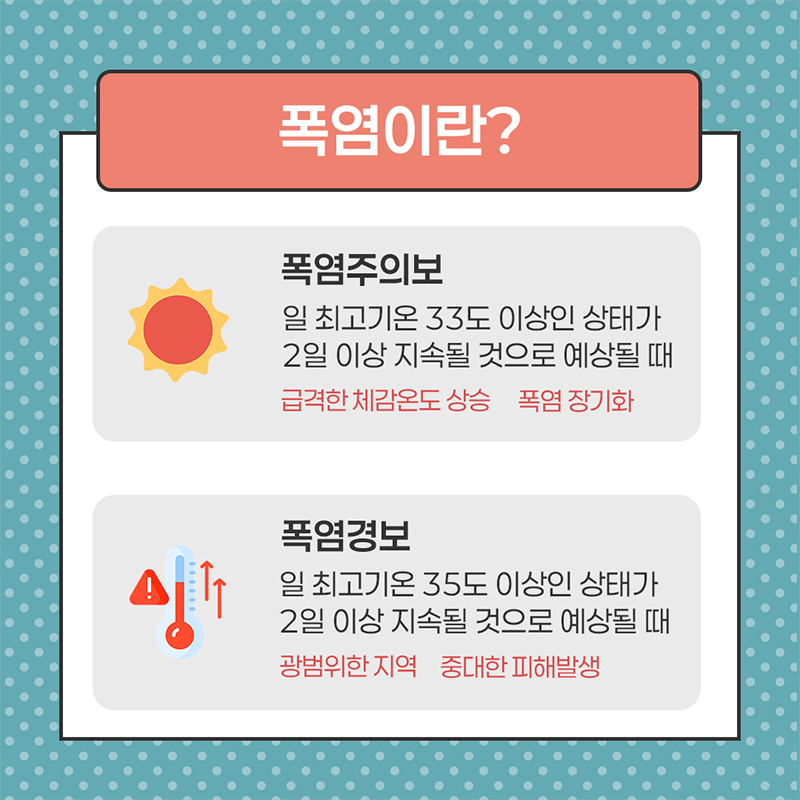 폭염이란?
폭염주의보
일 최고기온 33도 이상인 상태가
2일 이상 지속될 것으로 예상될 때
급격한 체감온도 상승 폭염 장기화
폭염경보
일 최고기온 35도 이상인 상태가
2일 이상 지속될 것으로 예상될 때
광범위한 지역 중대한 피해발생